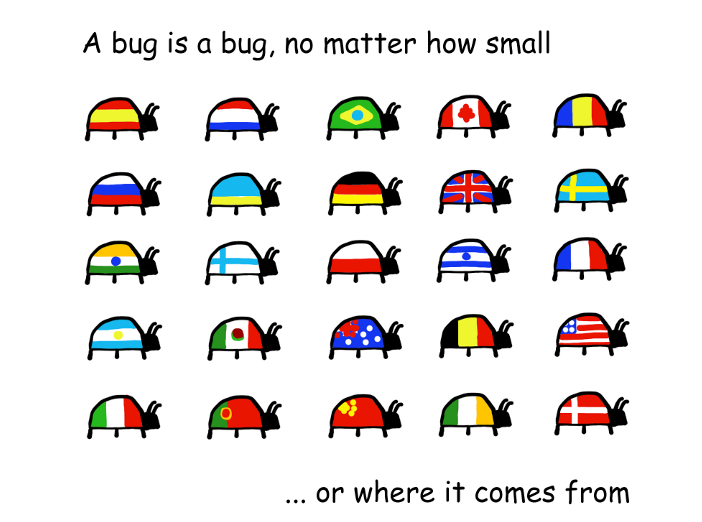 A bug is a bug, no matter how small
... or where it comes from